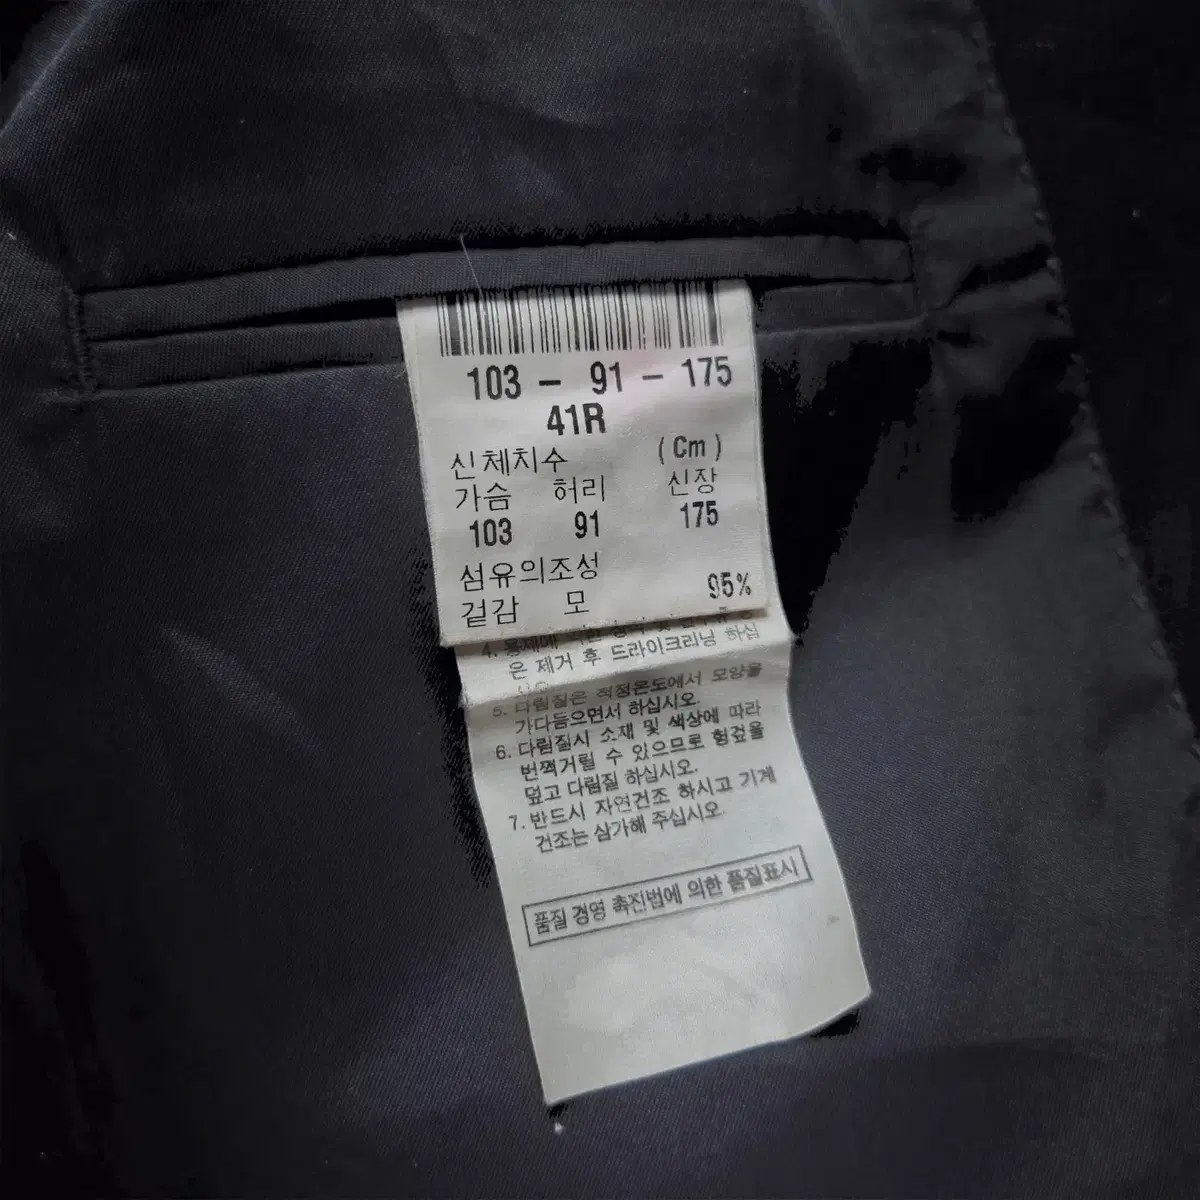 103 - 91 - 175
41R
신체치수 (Cm)
가슴 허리 신장
103 91 175
섬유의조성
겉감 모 95%
4.
은 제거 후 드라이크리닝 하십
5. 다림질은 적정온도에서 모양을
가다듬으면서 하십시오.
6. 다림질시 소재 및 색상에 따라
번쩍거릴 수 있으므로 헝겊을
덮고 다림질 하십시오.
7. 반드시 자연건조 하시고 기계
건조는 삼가해 주십시오.
품질 경영 촉진법에 의한 품질표시